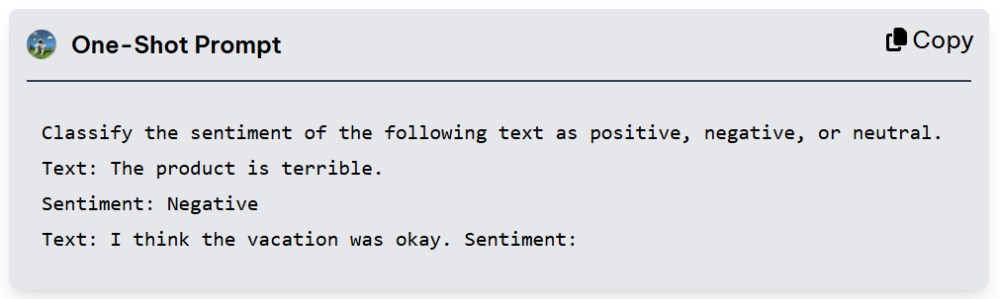 One-Shot Prompt
Copy
Classify the sentiment of the following text as positive, negative, or neutral.
Text: The product is terrible.
Sentiment: Negative
Text: I think the vacation was okay. Sentiment: